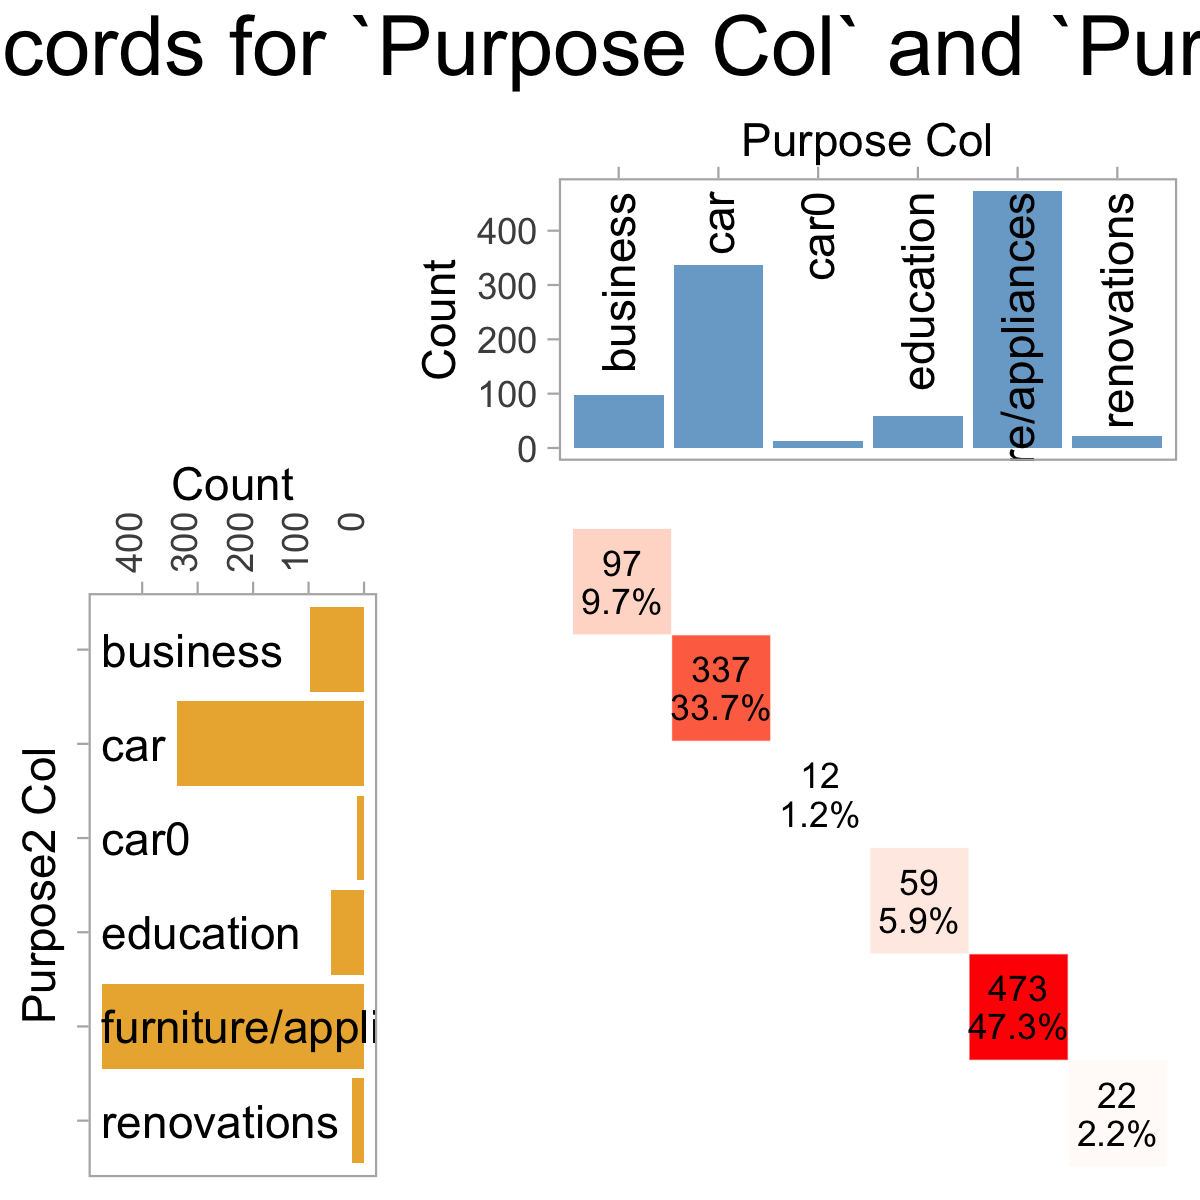 cords for `Purpose Col` and `Pur
Purpose Col
business
car
car0
education
re/appliances
renovations
Count
400
300
200
100
0
Count
400
300
200
100
0
Purpose2 Col
business
car
car0
education
furniture/appli
renovations
97
9.7%
337
33.7%
12
1.2%
59
5.9%
473
47.3%
22
2.2%